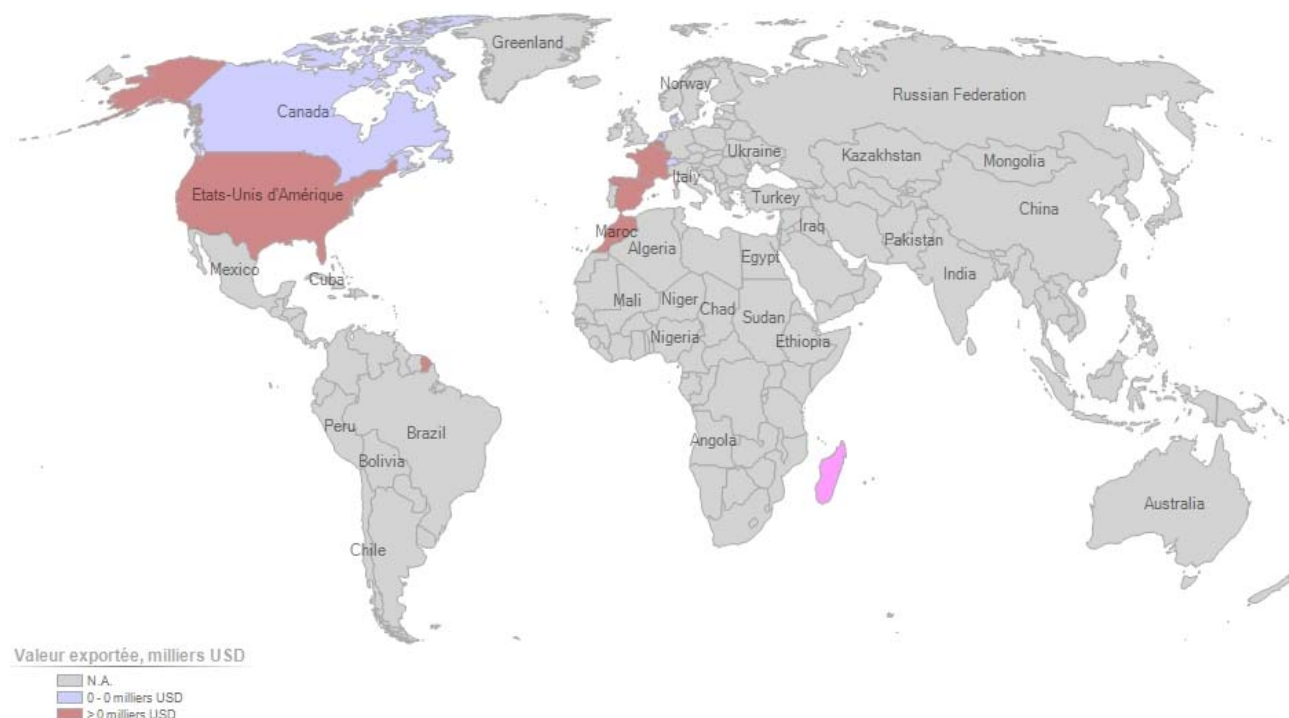 Greenland
Norway
Russian Federation
Canada
Ukraine
Kazakhstan
Mongolia
Italy
Etats-Unis d'Amérique
Turkey
China
Maroc
Iraq
Algeria
Pakistan
Egypt
Mexico
India
Cuba
Mali
Niger
Chad
Sudan
Nigeria
Ethiopia
Peru
Brazil
Angola
Bolivia
Australia
Chile
Valeur exportée, milliers USD
N.A.
0 - 0 milliers USD
> 0 milliers USD